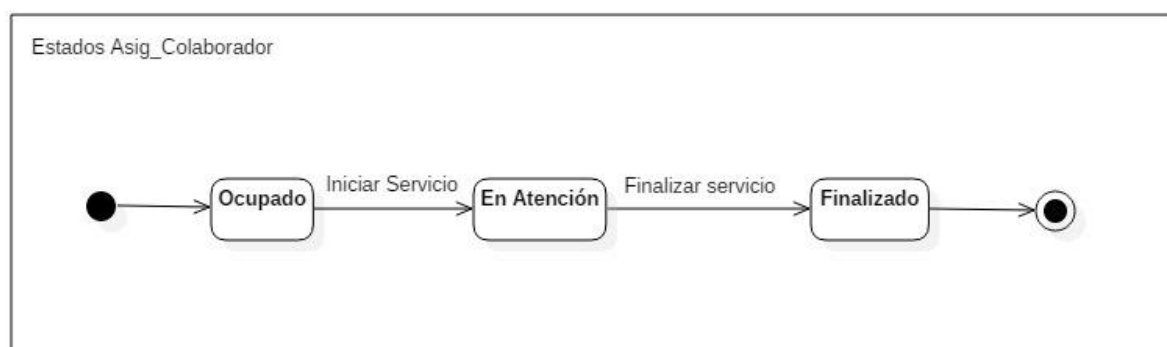 Estados Asig_Colaborador
Ocupado
Iniciar Servicio
En Atención
Finalizar servicio
Finalizado